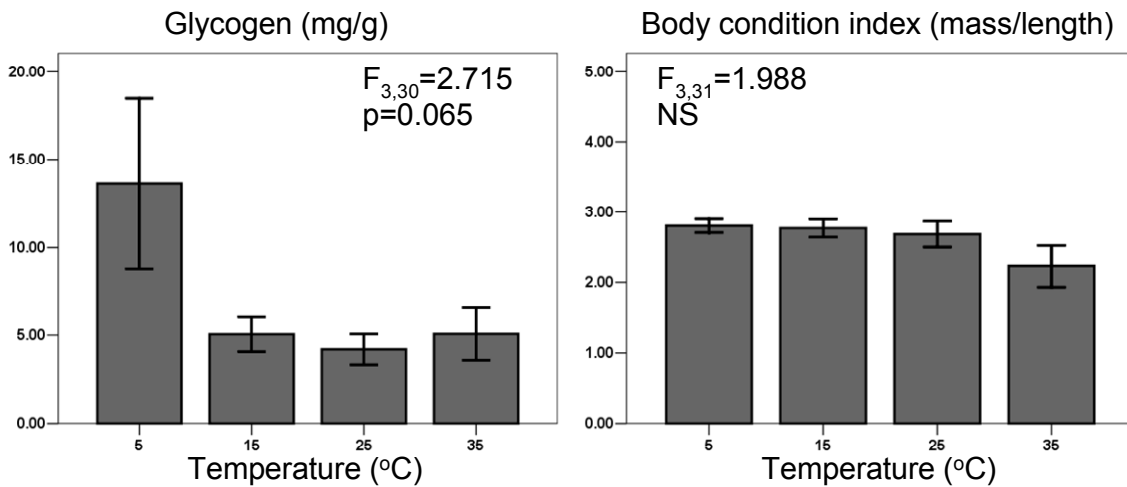 Glycogen (mg/g)
20.00
15.00
10.00
5.00
0.00
F3,30=2.715
p=0.065
5 15 25 35
Temperature (oC)
Body condition index (mass/length)
5.00
4.00
3.00
2.00
1.00
0.00
F3,31=1.988
NS
5 15 25 35
Temperature (oC)